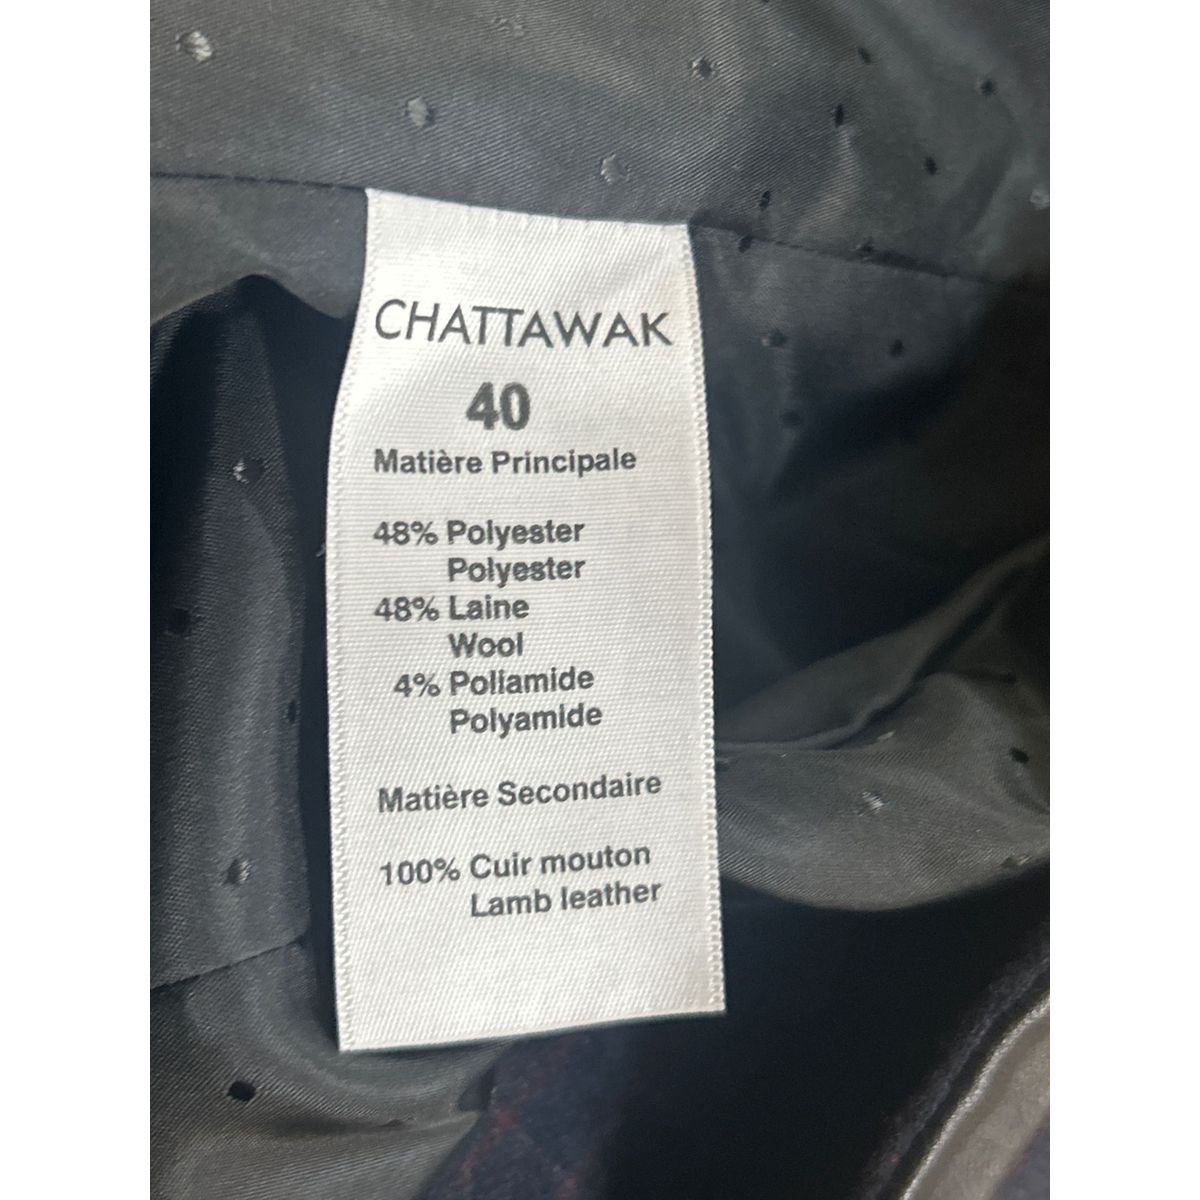 CHATTAWAK
40
Matière Principale
48% Polyester
Polyester
48% Laine
Wool
4% Poliamide
Polyamide
Matière Secondaire
100% Cuir mouton
Lamb leather